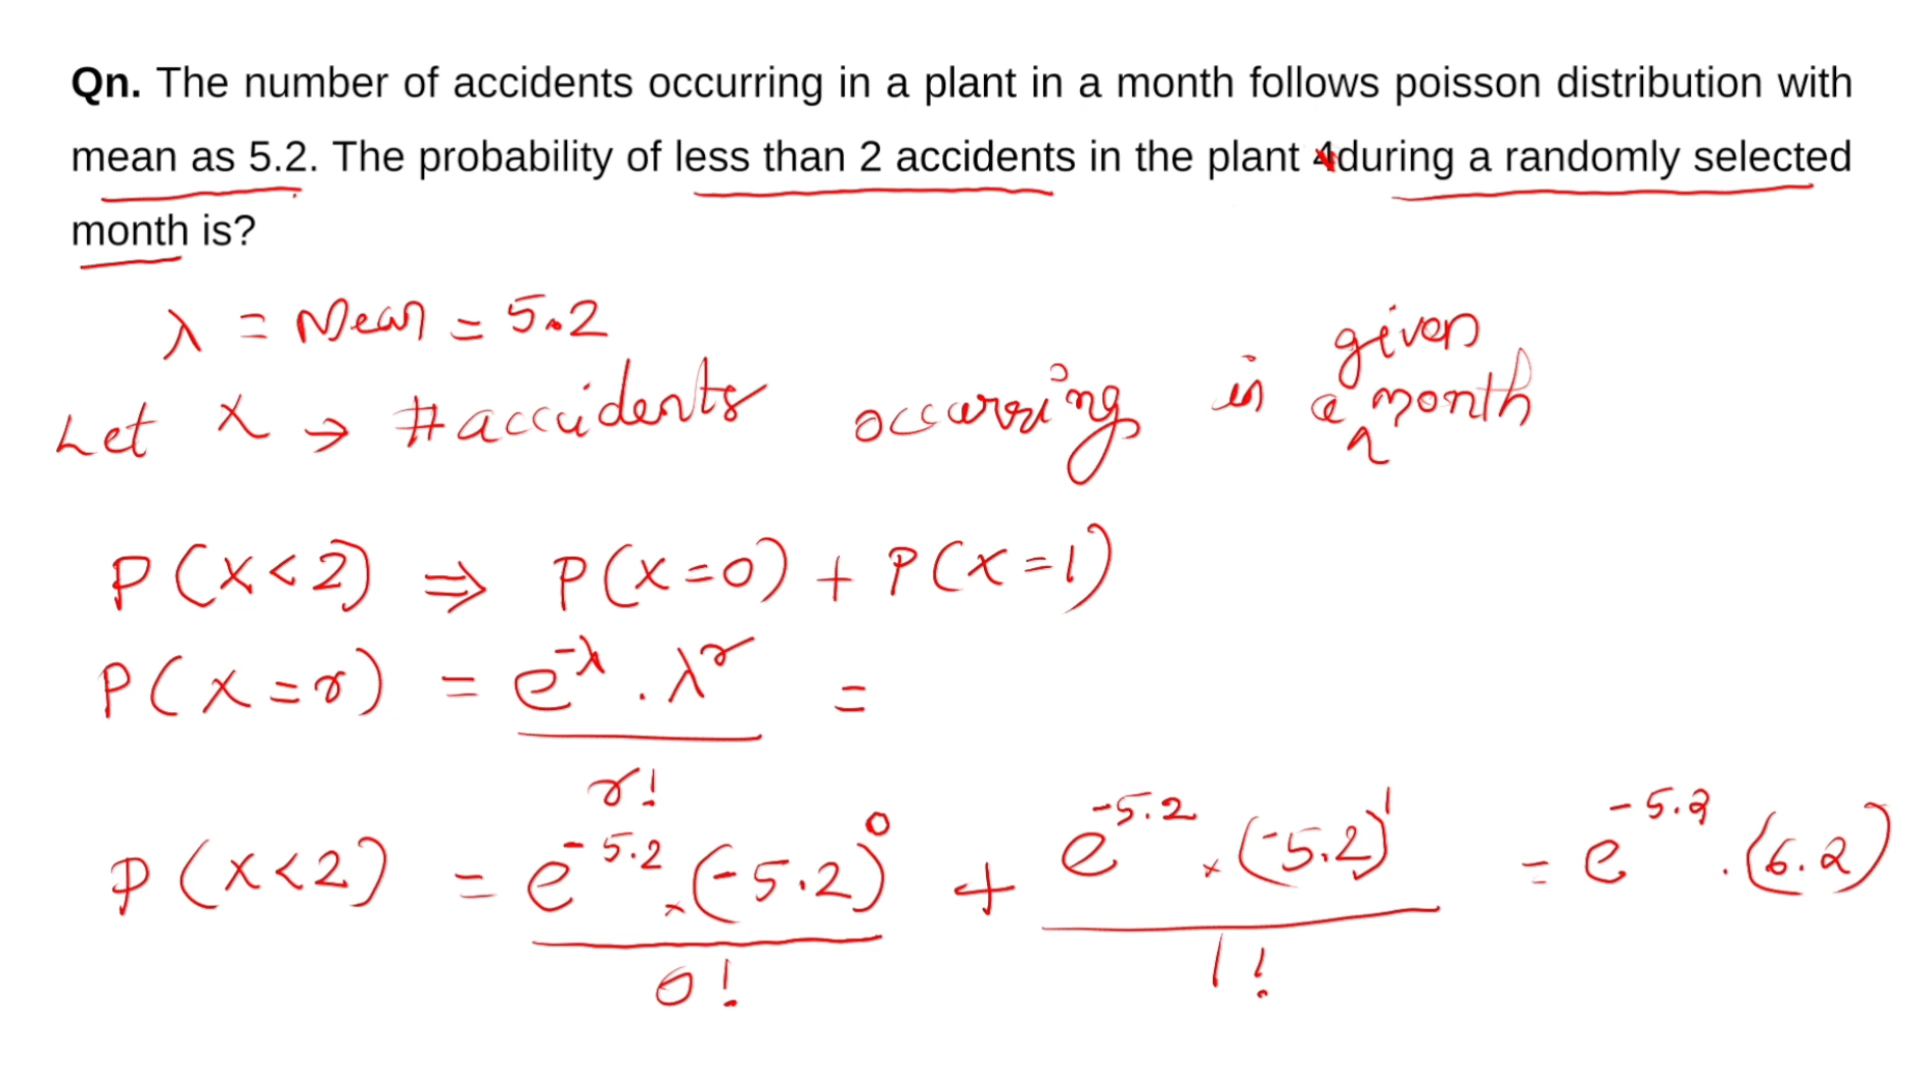 Qn. The number of accidents occurring in a plant in a month follows poisson distribution with
mean as 5.2. The probability of less than 2 accidents in the plant 4during a randomly selected
month is?
λ = Mean = 5.2
Let X → #accidents occurring in a given month
P(X<2) ⇒ P(X=0) + P(X=1)
P(X=r) = e^-λ . λ^r / r! =
P(X<2) = e^-5.2 × (-5.2)^0 / 0! + e^-5.2 × (-5.2)^1 / 1! = e^-5.2 . (6.2)